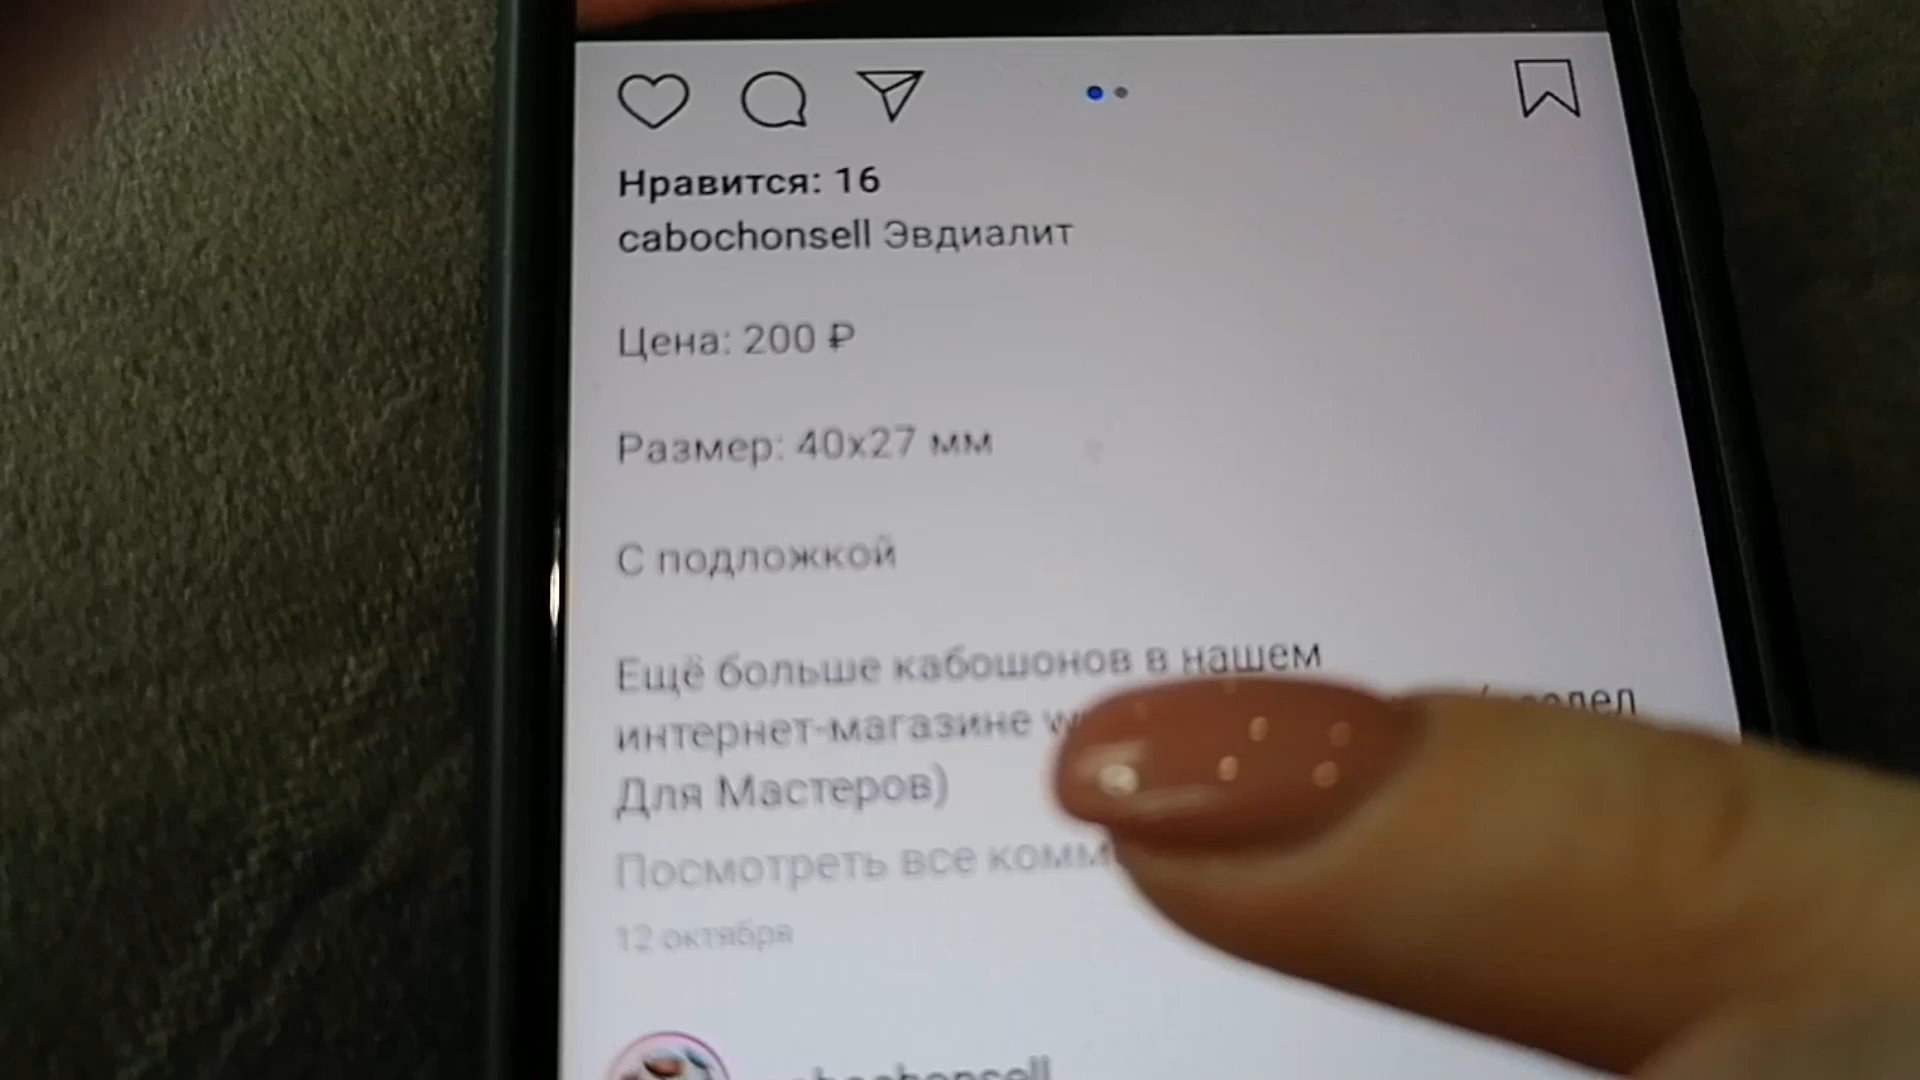 Нравится: 16
cabochonsell Эвдиалит
Цена: 200 ₽
Размер: 40х27 мм
С подложкой
Ещё больше кабошонов в нашем
интернет-магазине
Для Мастеров)
Посмотреть все
12 октября